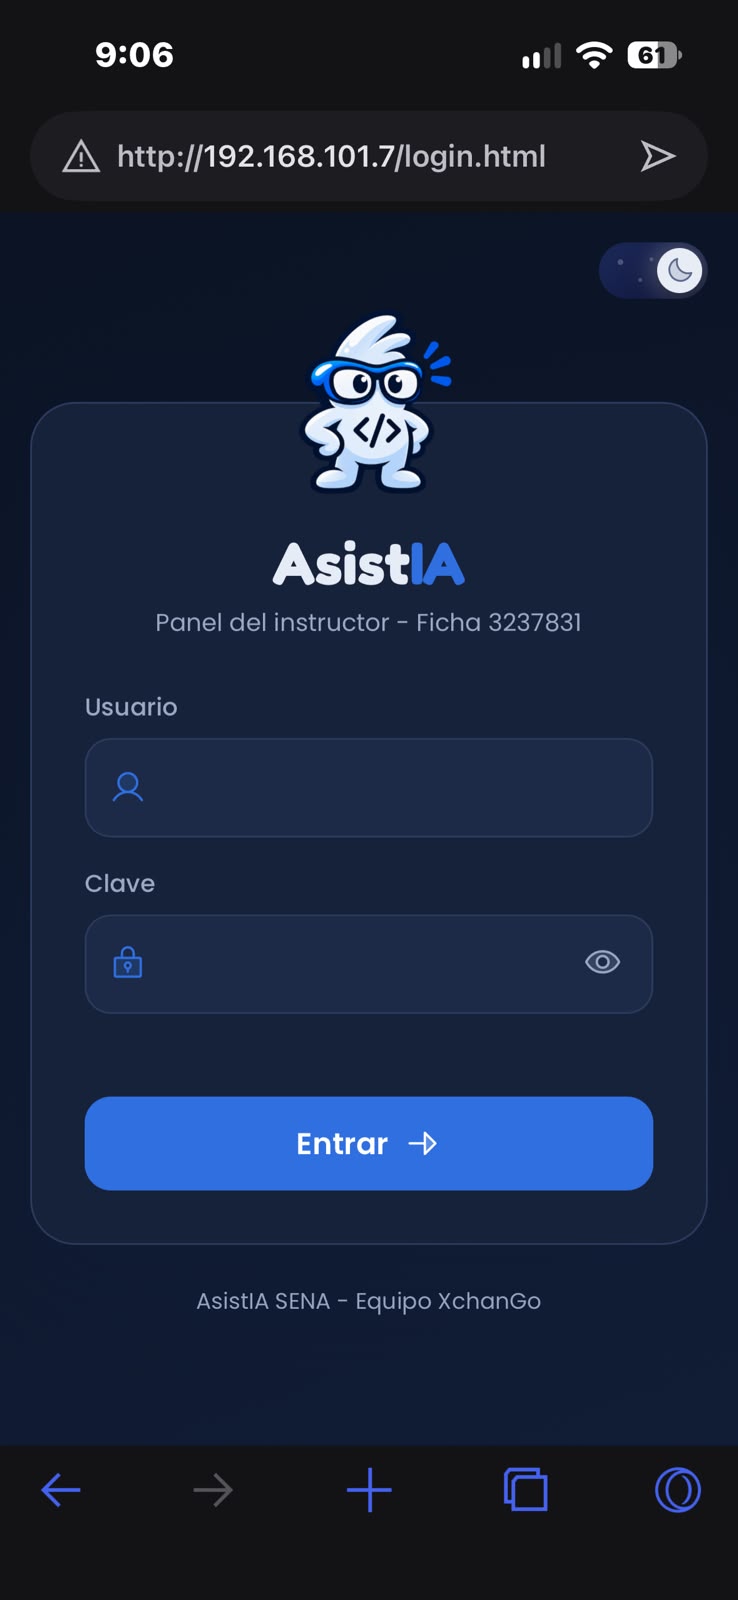 9:06
61
http://192.168.101.7/login.html
</>
AsistIA
Panel del instructor - Ficha 3237831
Usuario
Clave
Entrar
AsistIA SENA - Equipo XchanGo